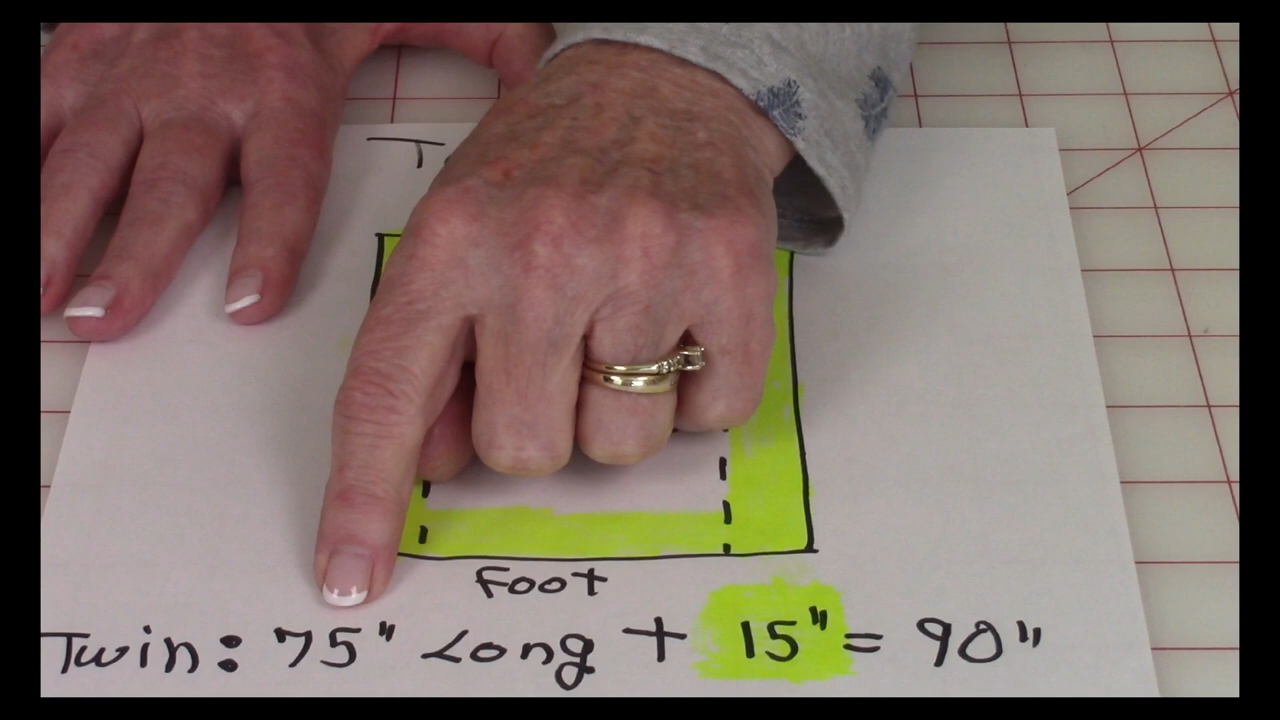 Foot
Twin: 75" Long + 15" = 90"